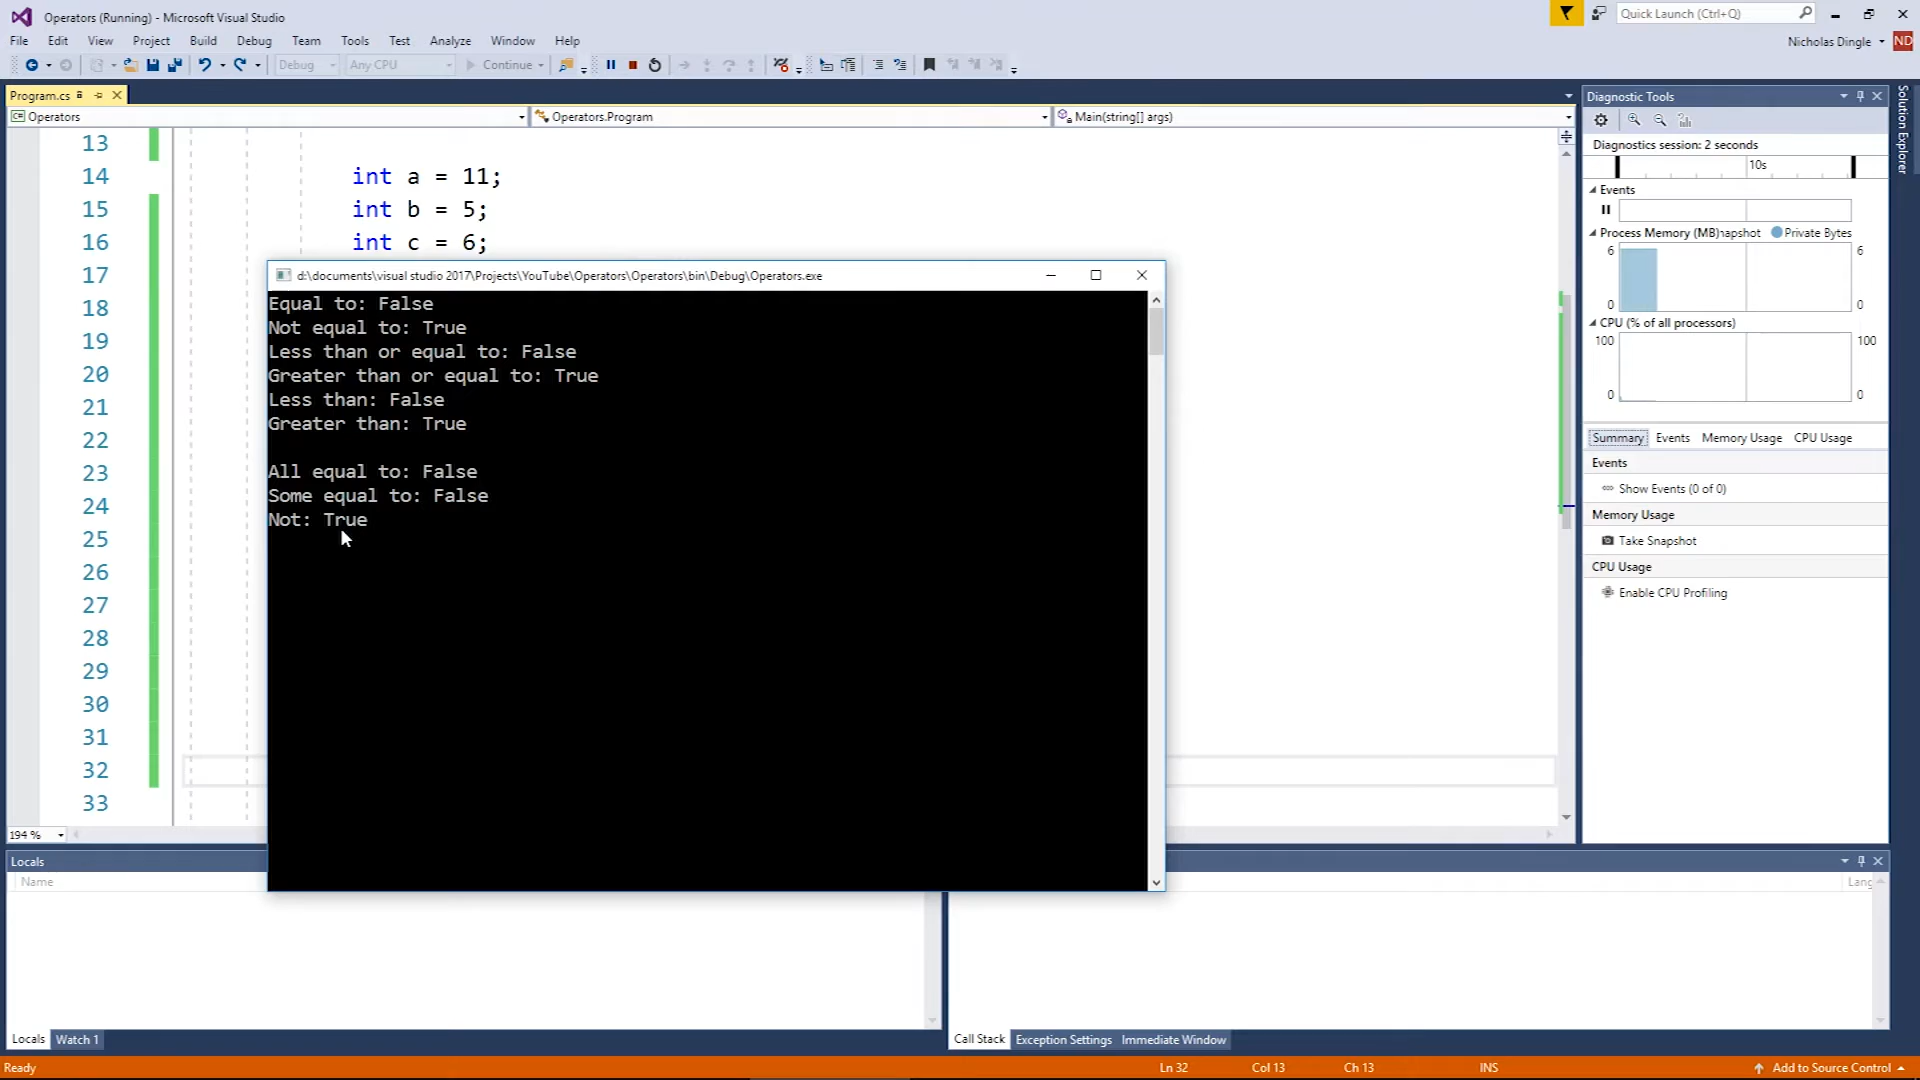 Operators (Running) - Microsoft Visual Studio
Quick Launch (Ctrl+Q)
File Edit View Project Build Debug Team Tools Test Analyze Window Help
Nicholas Dingle ND
Debug Any CPU Continue
Program.cs
Operators Operators.Program Main(string[] args)
13
14 int a = 11;
15 int b = 5;
16 int c = 6;
17
18
19
20
21
22
23
24
25
26
27
28
29
30
31
32
33
194 %
d:\documents\visual studio 2017\Projects\YouTube\Operators\Operators\bin\Debug\Operators.exe
Equal to: False
Not equal to: True
Less than or equal to: False
Greater than or equal to: True
Less than: False
Greater than: True
All equal to: False
Some equal to: False
Not: True
Diagnostic Tools
Diagnostics session: 2 seconds
10s
Events
Process Memory (MB) napshot Private Bytes
6 6
0 0
CPU (% of all processors)
100 100
0 0
Summary Events Memory Usage CPU Usage
Events
Show Events (0 of 0)
Memory Usage
Take Snapshot
CPU Usage
Enable CPU Profiling
Solution Explorer
Locals
Name
Lang
Locals Watch 1
Call Stack Exception Settings Immediate Window
Ready Ln 32 Col 13 Ch 13 INS Add to Source Control